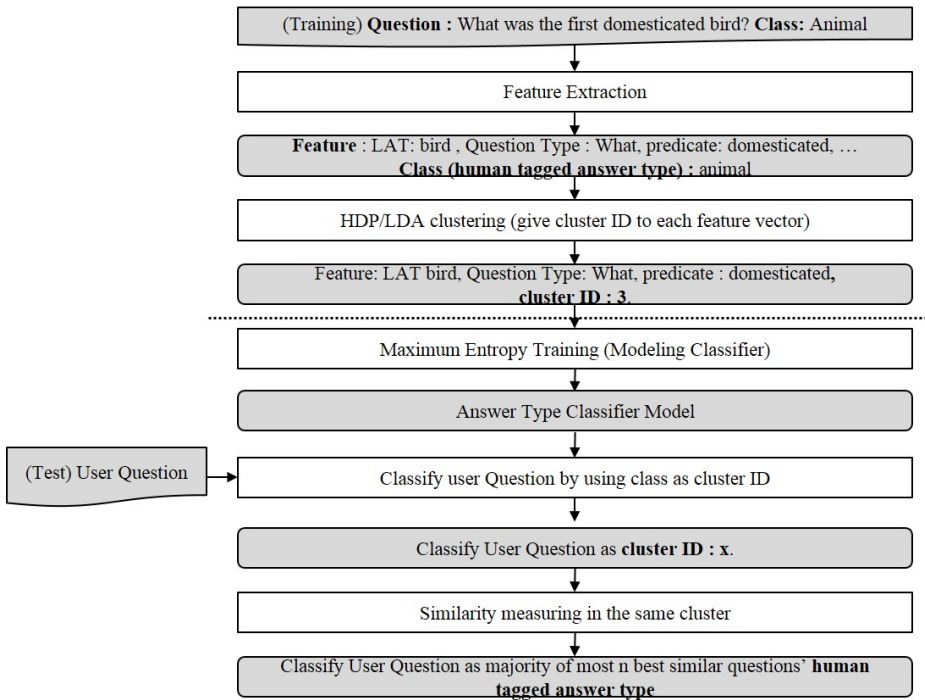 (Training) Question : What was the first domesticated bird? Class: Animal
Feature Extraction
Feature : LAT: bird , Question Type : What, predicate: domesticated, …
Class (human tagged answer type) : animal
HDP/LDA clustering (give cluster ID to each feature vector)
Feature: LAT bird, Question Type: What, predicate : domesticated,
cluster ID : 3.
Maximum Entropy Training (Modeling Classifier)
Answer Type Classifier Model
(Test) User Question
Classify user Question by using class as cluster ID
Classify User Question as cluster ID : x.
Similarity measuring in the same cluster
Classify User Question as majority of most n best similar questions’ human
tagged answer type